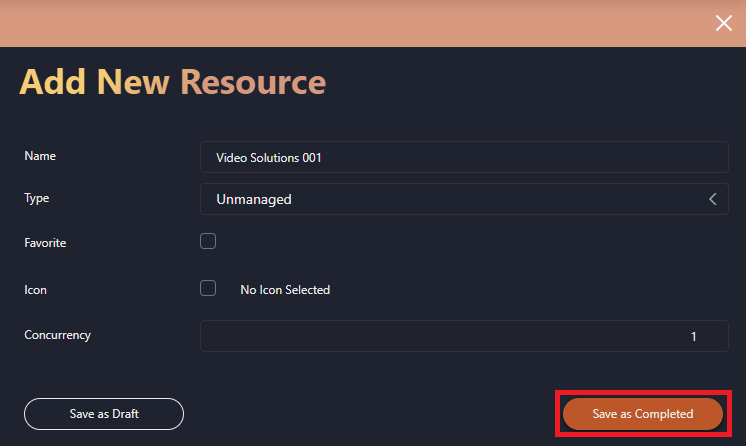 Add New Resource
Name
Video Solutions 001
Type
Unmanaged
Favorite
Icon
No Icon Selected
Concurrency
1
Save as Draft
Save as Completed